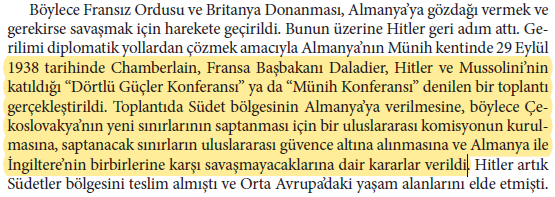 Böylece Fransız Ordusu ve Britanya Donanması, Almanya’ya gözdağı vermek ve
gerekirse savaşmak için harekete geçirildi. Bunun üzerine Hitler geri adım attı. Ge-
rilimi diplomatik yollardan çözmek amacıyla Almanya’nın Münih kentinde 29 Eylül
1938 tarihinde Chamberlain, Fransa Başbakanı Daladier, Hitler ve Mussolini’nin
katıldığı “Dörtlü Güçler Konferansı” ya da “Münih Konferansı” denilen bir toplantı
gerçekleştirildi. Toplantıda Südet bölgesinin Almanya’ya verilmesine, böylece Çe-
koslovakya’nın yeni sınırlarının saptanması için bir uluslararası komisyonun kurul-
masına, saptanacak sınırların uluslararası güvence altına alınmasına ve Almanya ile
İngiltere’nin birbirlerine karşı savaşmayacaklarına dair kararlar verildi. Hitler artık
Südetler bölgesini teslim almıştı ve Orta Avrupa’daki yaşam alanlarını elde etmişti.